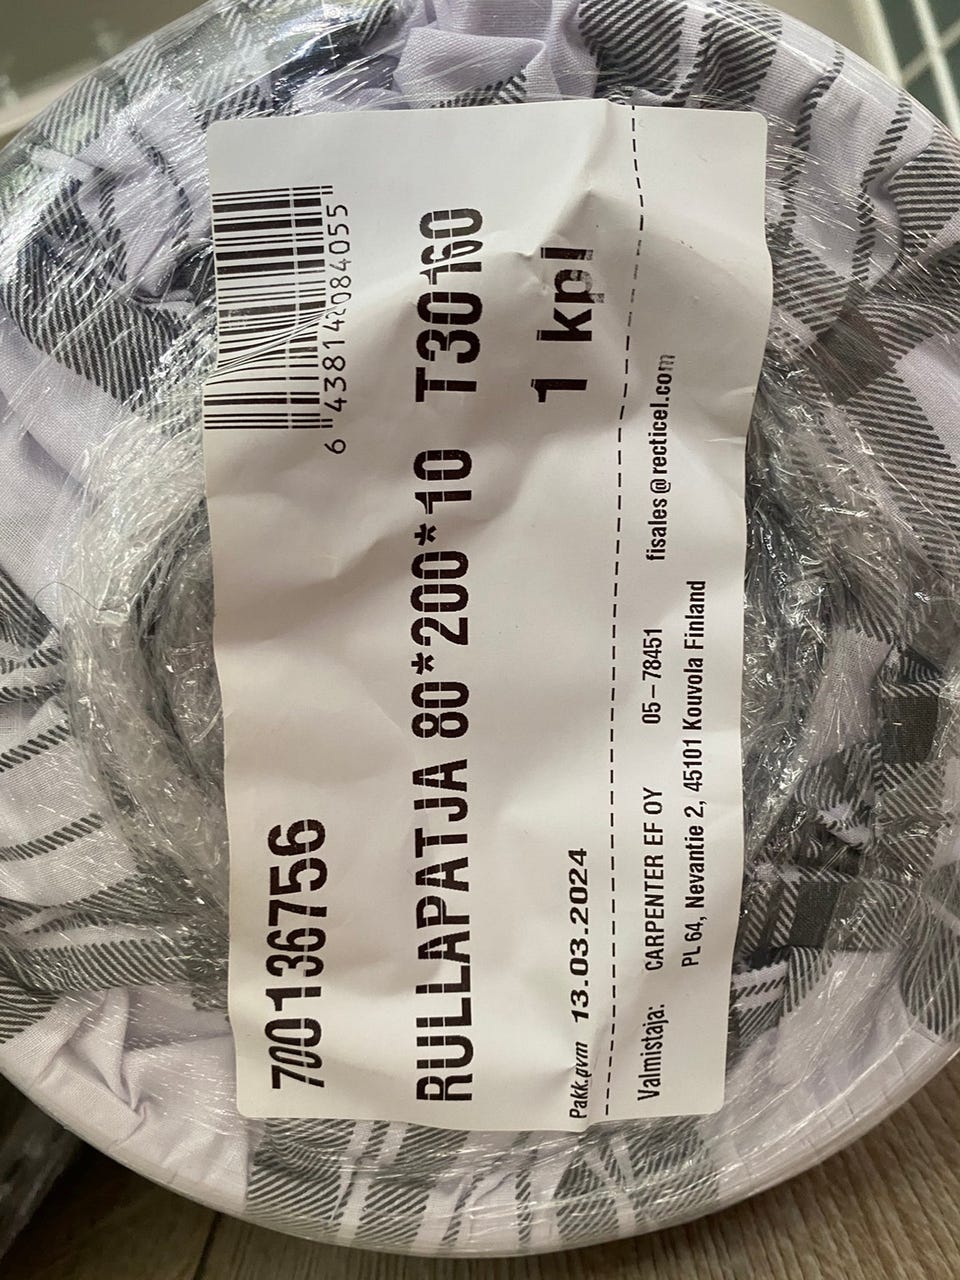 700136756
6 438142 084055
RULLAPATJA 80*200*10 T30160
1 kpl
Pakk.pvm 13.03.2024
Valmistaja: CARPENTER EF OY 05-78451 fisales@recticel.com
PL 64, Nevantie 2, 45101 Kouvola Finland